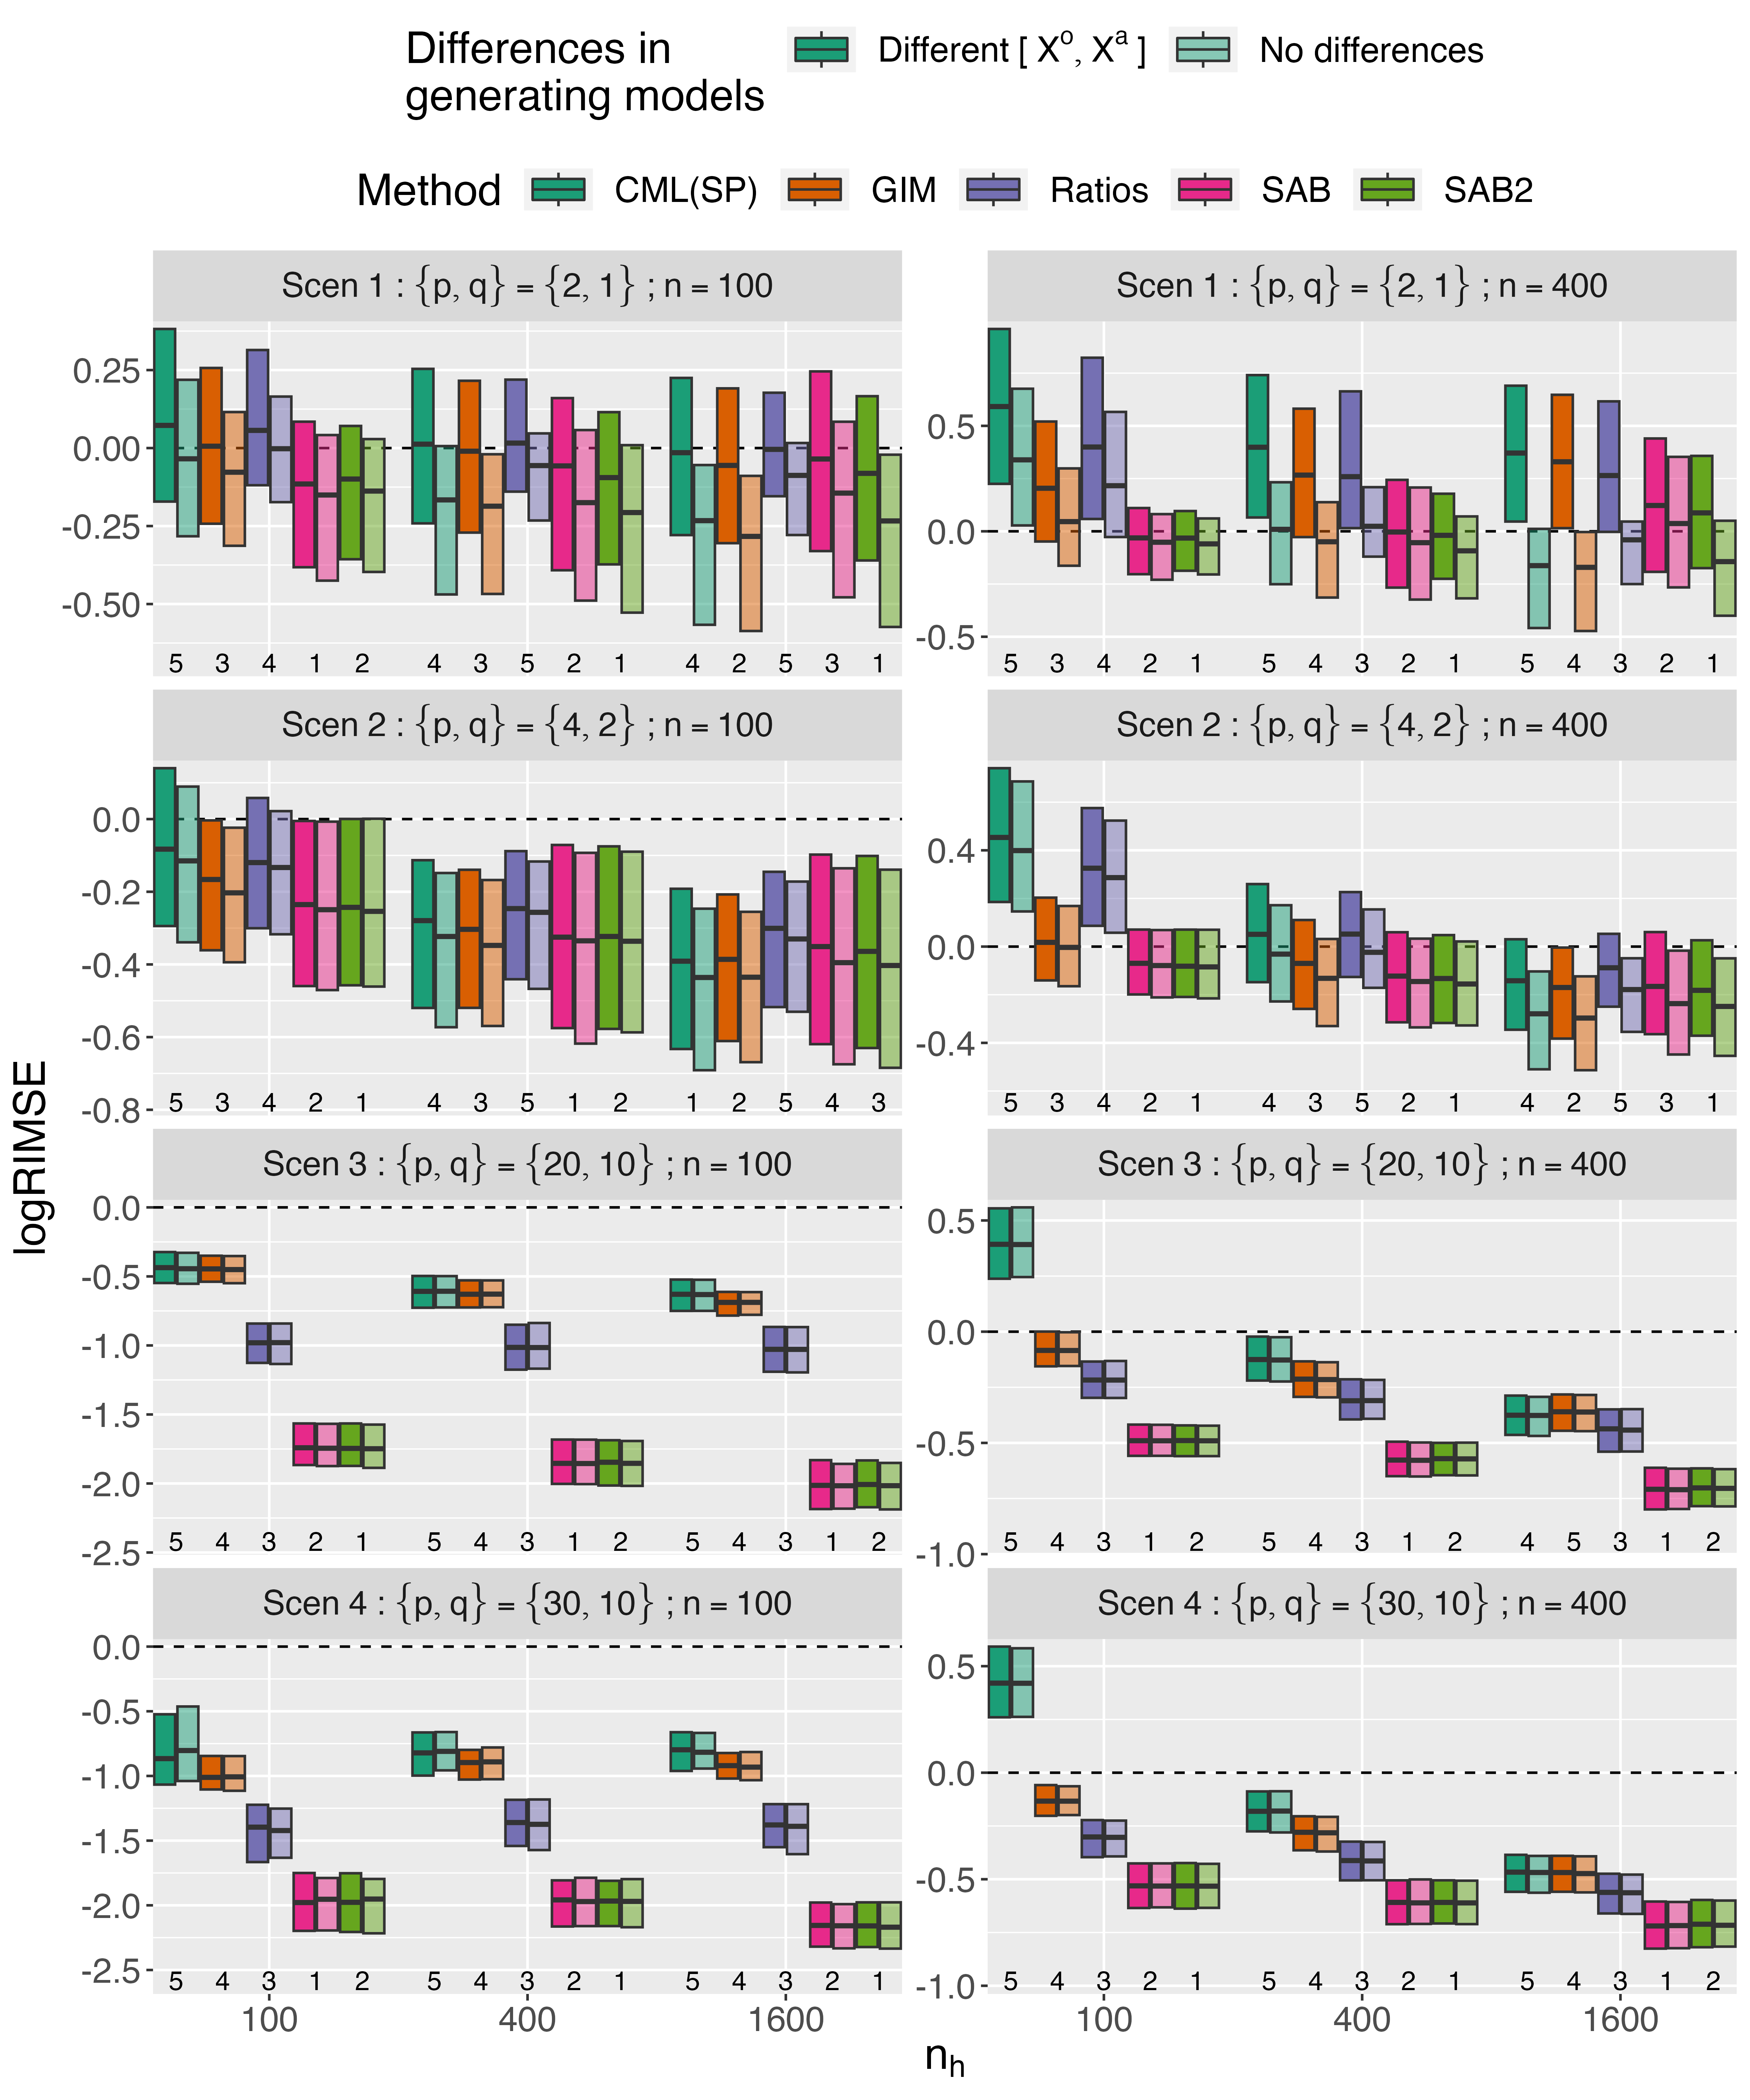 Differences in
generating models
Different [ Xᵒ, Xᵃ ] No differences
Method CML(SP) GIM Ratios SAB SAB2
logRIMSE
Scen 1 : {p, q} = {2, 1} ; n = 100
0.25
0.00
-0.25
-0.50
5 3 4 1 2 4 3 5 2 1 4 2 5 3 1
Scen 1 : {p, q} = {2, 1} ; n = 400
0.5
0.0
-0.5
5 3 4 2 1 5 4 3 2 1 5 4 3 2 1
Scen 2 : {p, q} = {4, 2} ; n = 100
0.0
-0.2
-0.4
-0.6
-0.8
5 3 4 2 1 4 3 5 1 2 1 2 5 4 3
Scen 2 : {p, q} = {4, 2} ; n = 400
0.4
0.0
-0.4
5 3 4 2 1 4 3 5 2 1 4 2 5 3 1
Scen 3 : {p, q} = {20, 10} ; n = 100
0.0
-0.5
-1.0
-1.5
-2.0
-2.5
5 4 3 2 1 5 4 3 1 2 5 4 3 1 2
Scen 3 : {p, q} = {20, 10} ; n = 400
0.5
0.0
-0.5
-1.0
5 4 3 1 2 5 4 3 1 2 4 5 3 1 2
Scen 4 : {p, q} = {30, 10} ; n = 100
0.0
-0.5
-1.0
-1.5
-2.0
-2.5
5 4 3 1 2 5 4 3 2 1 5 4 3 2 1
100 400 1600
Scen 4 : {p, q} = {30, 10} ; n = 400
0.5
0.0
-0.5
-1.0
5 4 3 2 1 5 4 3 2 1 5 4 3 1 2
100 400 1600
nₕ